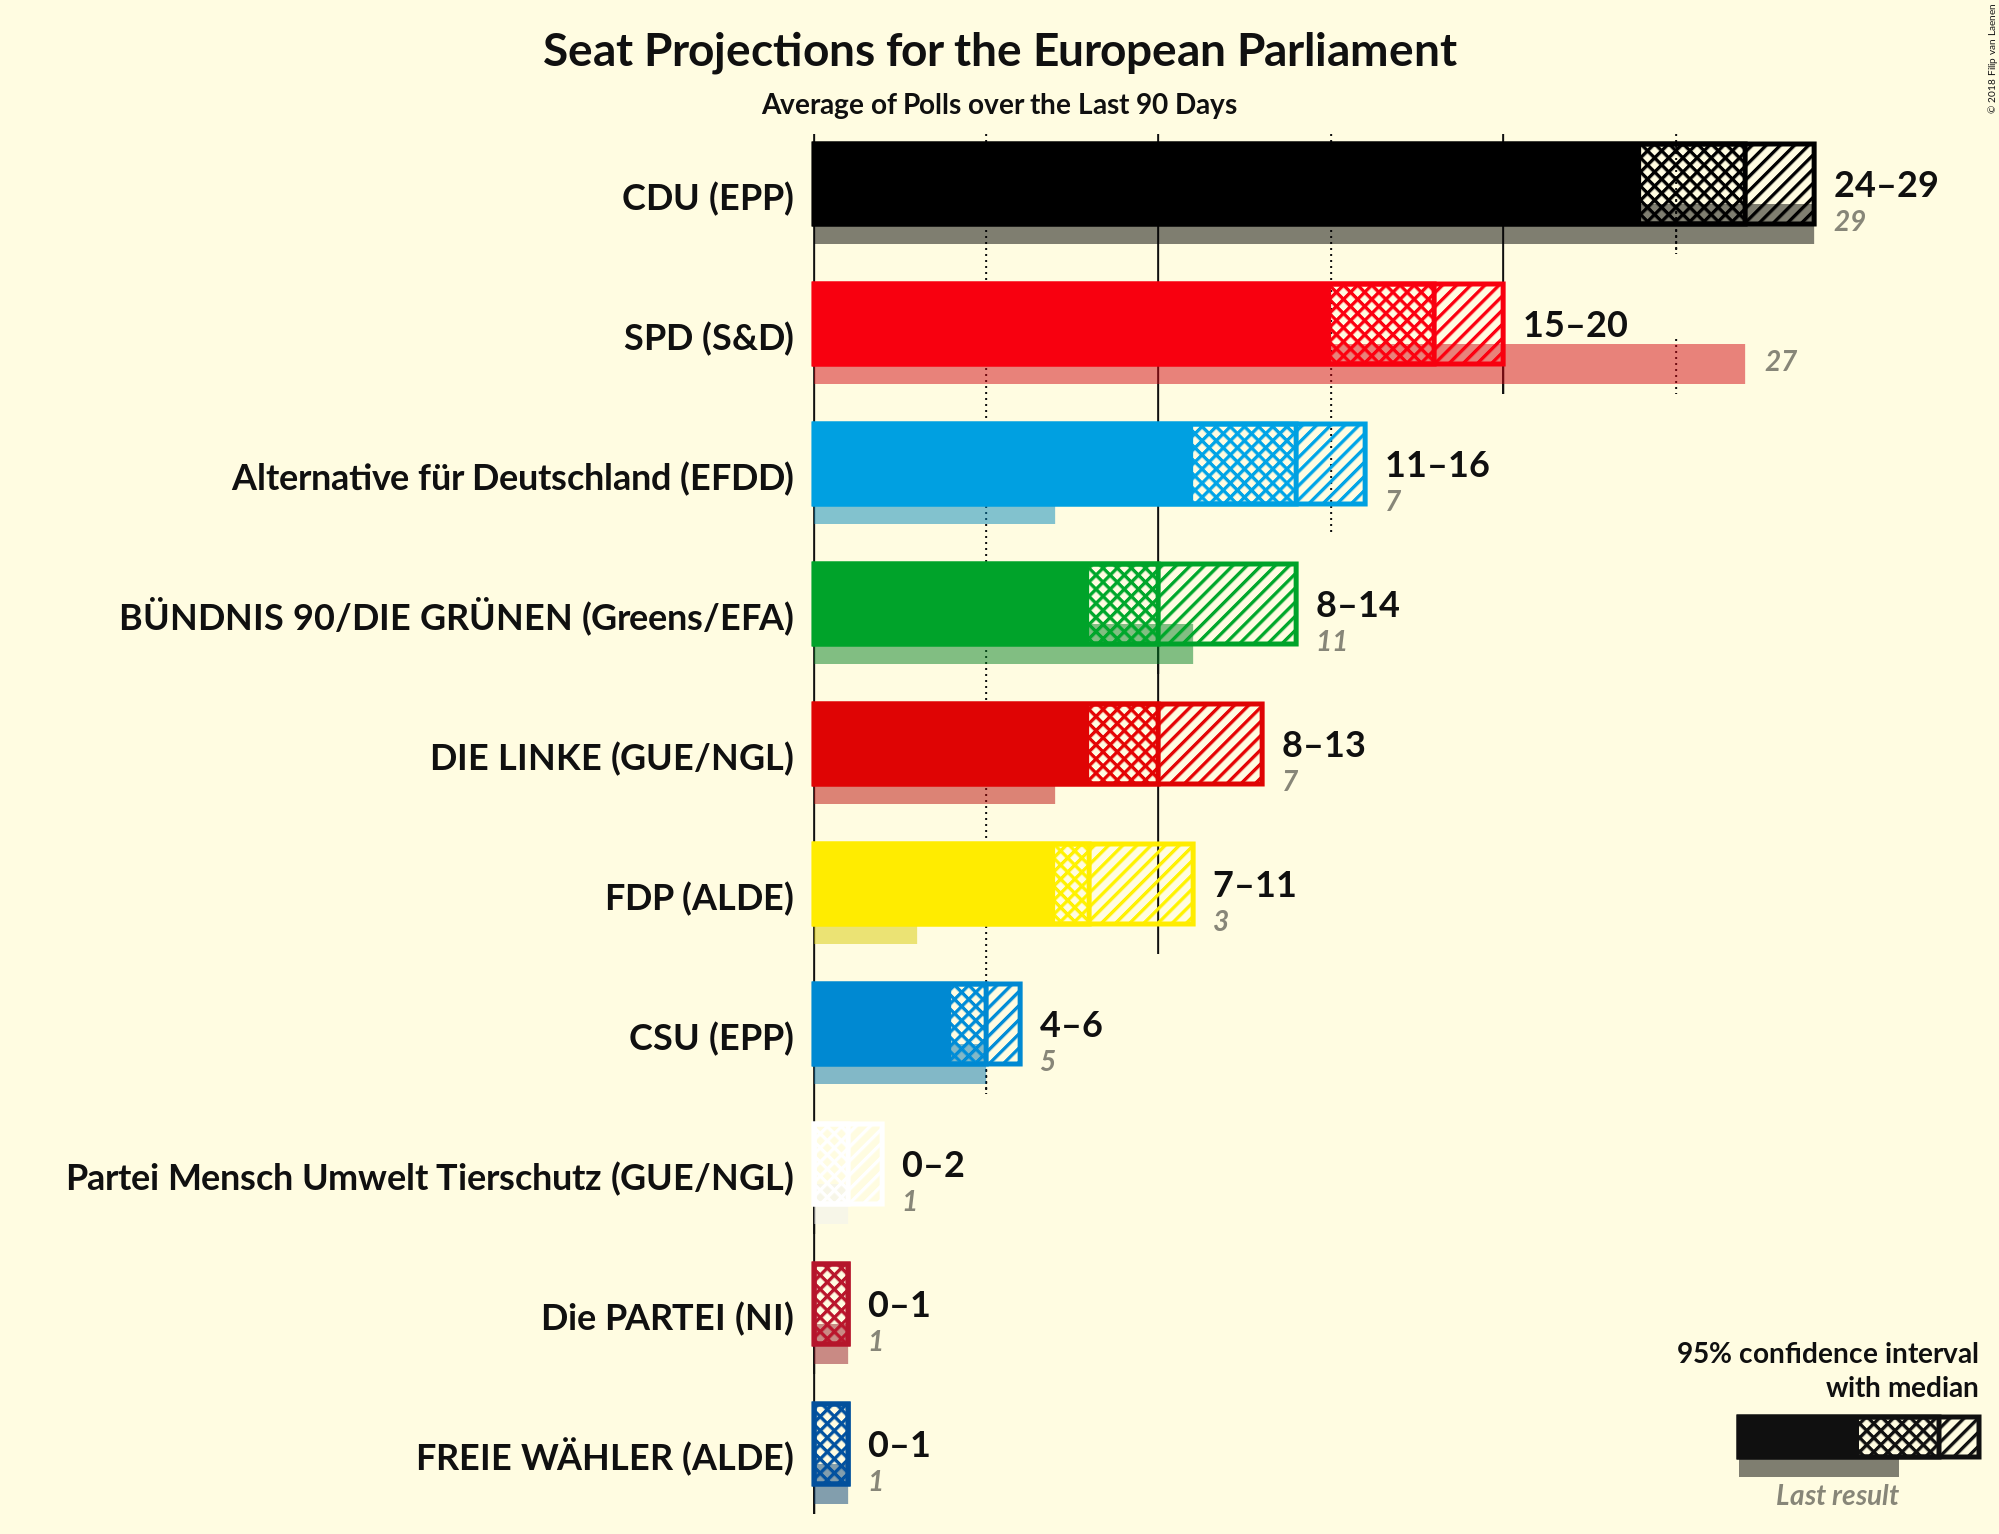 Seat Projections for the European Parliament
Average of Polls over the Last 90 Days
© 2018 Filip van Laenen
CDU (EPP)
24–29
29
SPD (S&D)
15–20
27
Alternative für Deutschland (EFDD)
11–16
7
BÜNDNIS 90/DIE GRÜNEN (Greens/EFA)
8–14
11
DIE LINKE (GUE/NGL)
8–13
7
FDP (ALDE)
7–11
3
CSU (EPP)
4–6
5
Partei Mensch Umwelt Tierschutz (GUE/NGL)
0–2
1
Die PARTEI (NI)
0–1
1
FREIE WÄHLER (ALDE)
0–1
1
95% confidence interval
with median
Last result